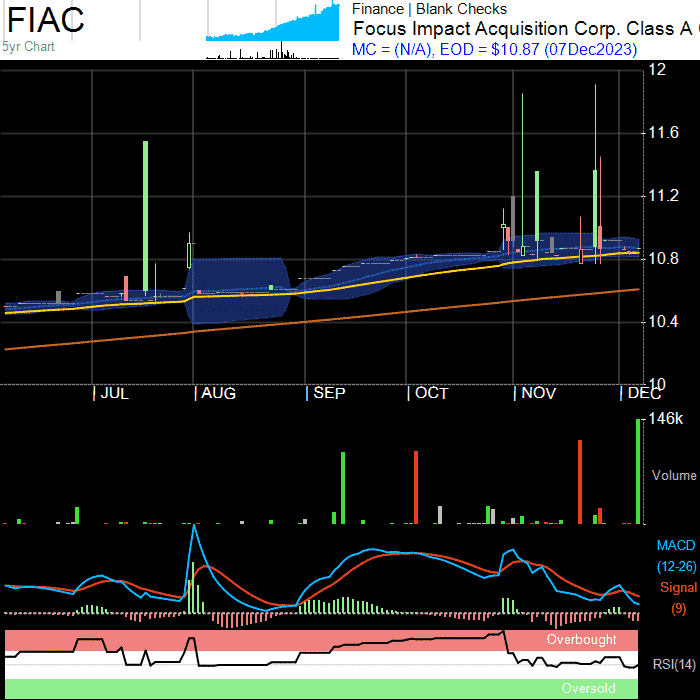 FIAC
5yr Chart
Finance | Blank Checks
Focus Impact Acquisition Corp. Class A
MC = (N/A), EOD = $10.87 (07Dec2023)
12
11.6
11.2
10.8
10.4
10
JUL AUG SEP OCT NOV DEC
146k
Volume
MACD
(12-26)
Signal
(9)
Overbought
RSI(14)
Oversold